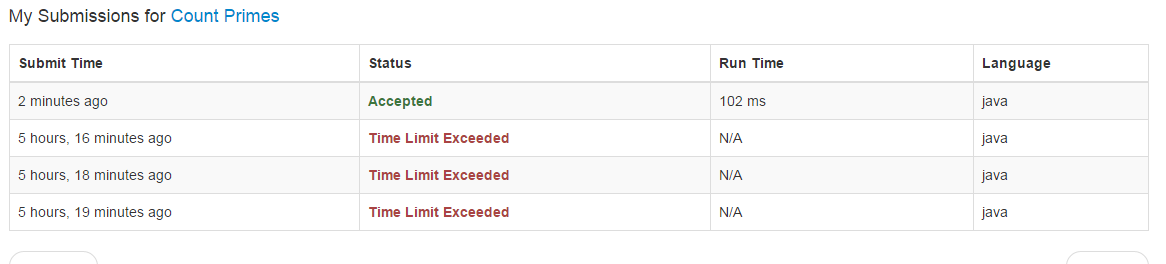 My Submissions for Count Primes
Submit Time Status Run Time Language
2 minutes ago Accepted 102 ms java
5 hours, 16 minutes ago Time Limit Exceeded N/A java
5 hours, 18 minutes ago Time Limit Exceeded N/A java
5 hours, 19 minutes ago Time Limit Exceeded N/A java